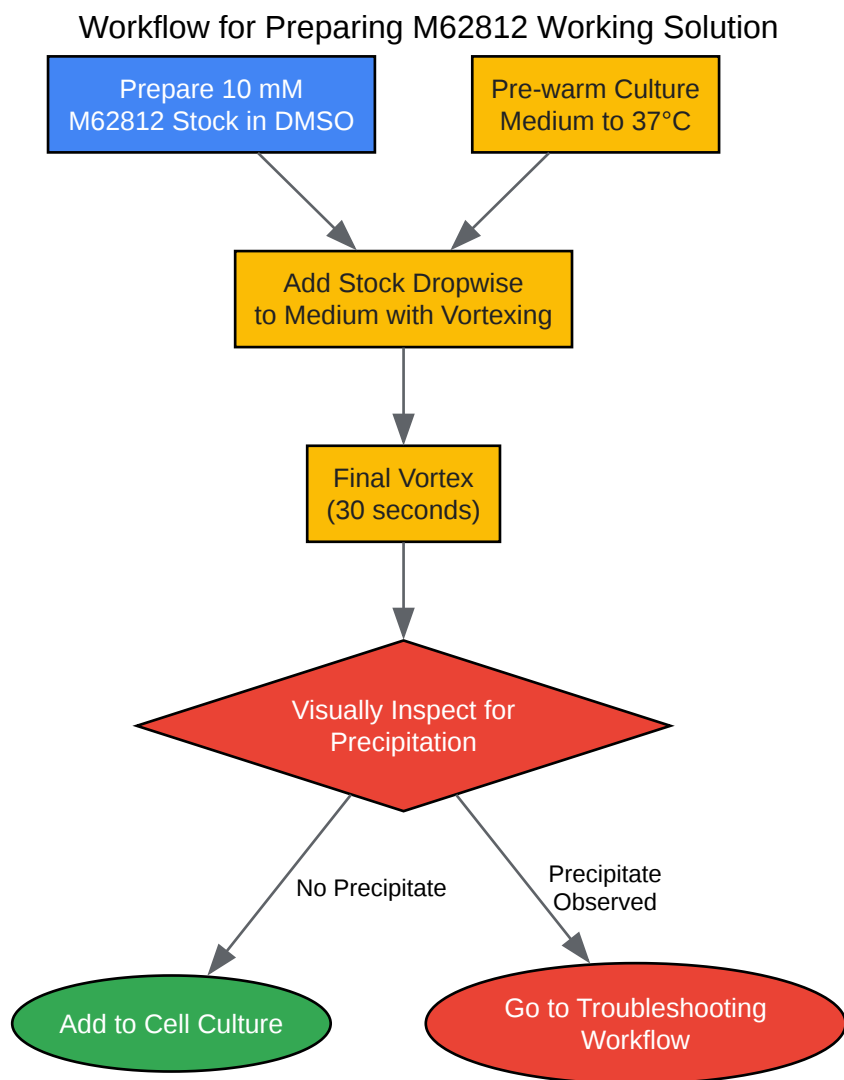 Workflow for Preparing M62812 Working Solution
Prepare 10 mM
M62812 Stock in DMSO
Pre-warm Culture
Medium to 37°C
Add Stock Dropwise
to Medium with Vortexing
Final Vortex
(30 seconds)
Visually Inspect for
Precipitation
No Precipitate
Precipitate
Observed
Add to Cell Culture
Go to Troubleshooting
Workflow